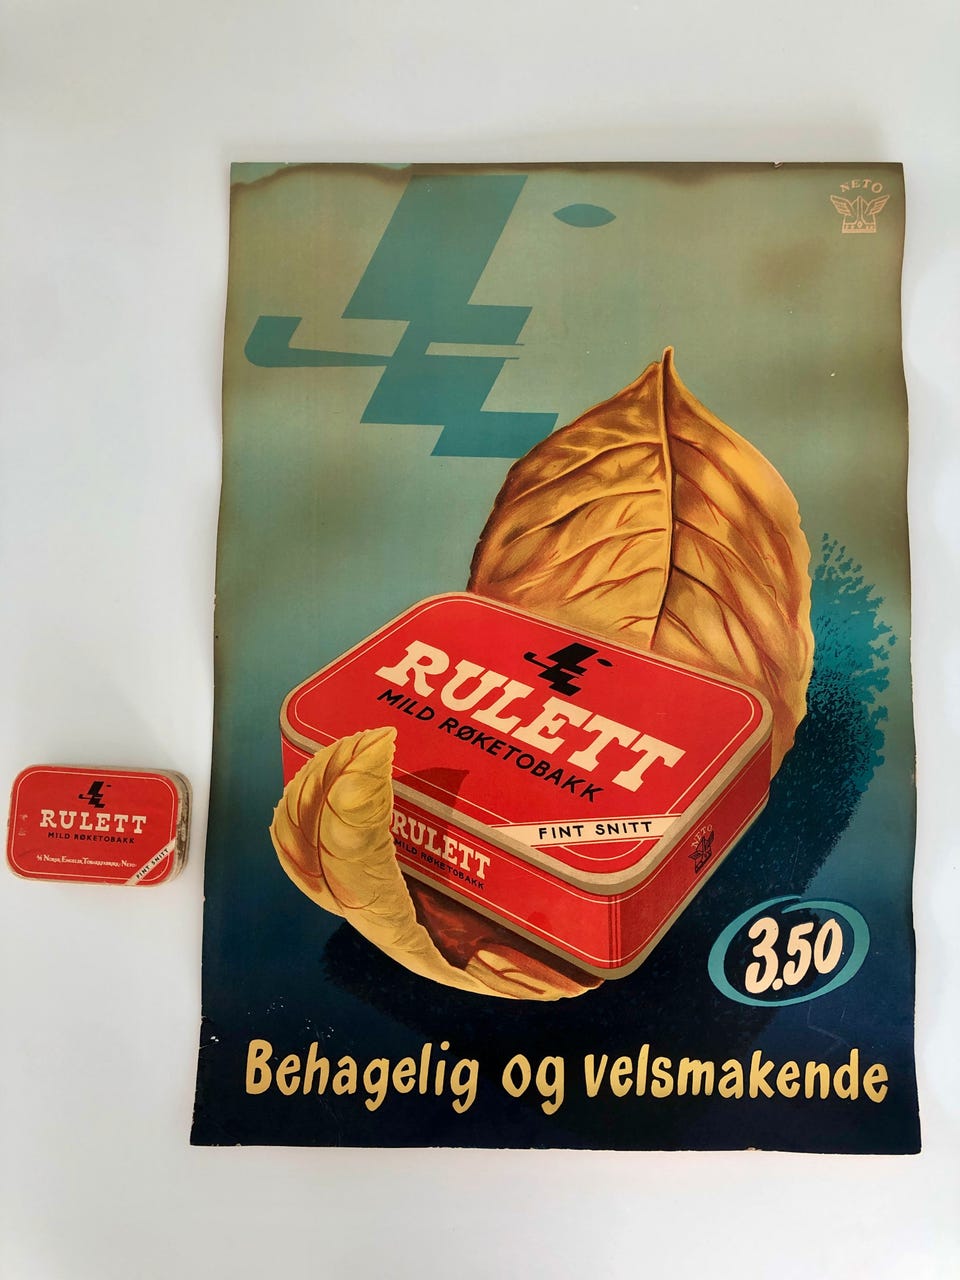 NETO
RULETT
MILD RØKETOBAKK
FINT SNITT
RULETT
MILD RØKETOBAKK
NETO
3.50
Behagelig og velsmakende
RULETT
MILD RØKETOBAKK
FINT SNITT